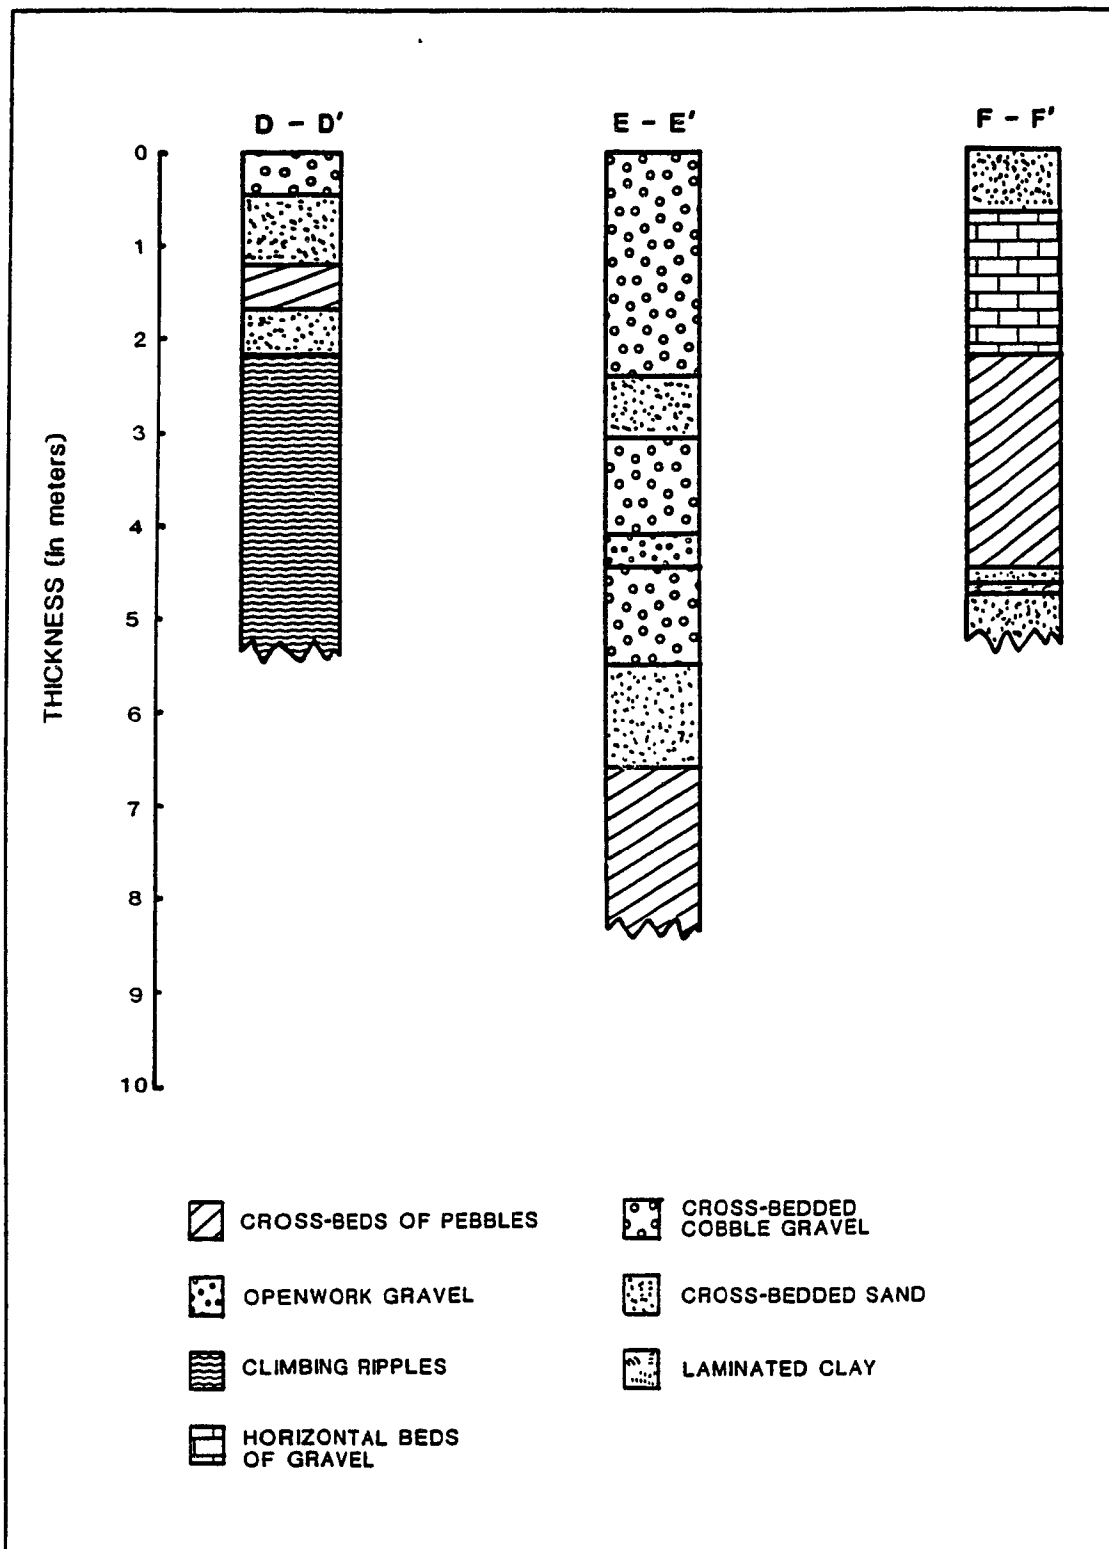 D - D'
E - E'
F - F'
0
1
2
3
4
5
6
7
8
9
10
THICKNESS (in meters)
CROSS-BEDS OF PEBBLES
OPENWORK GRAVEL
CLIMBING RIPPLES
HORIZONTAL BEDS
OF GRAVEL
CROSS-BEDDED
COBBLE GRAVEL
CROSS-BEDDED SAND
LAMINATED CLAY